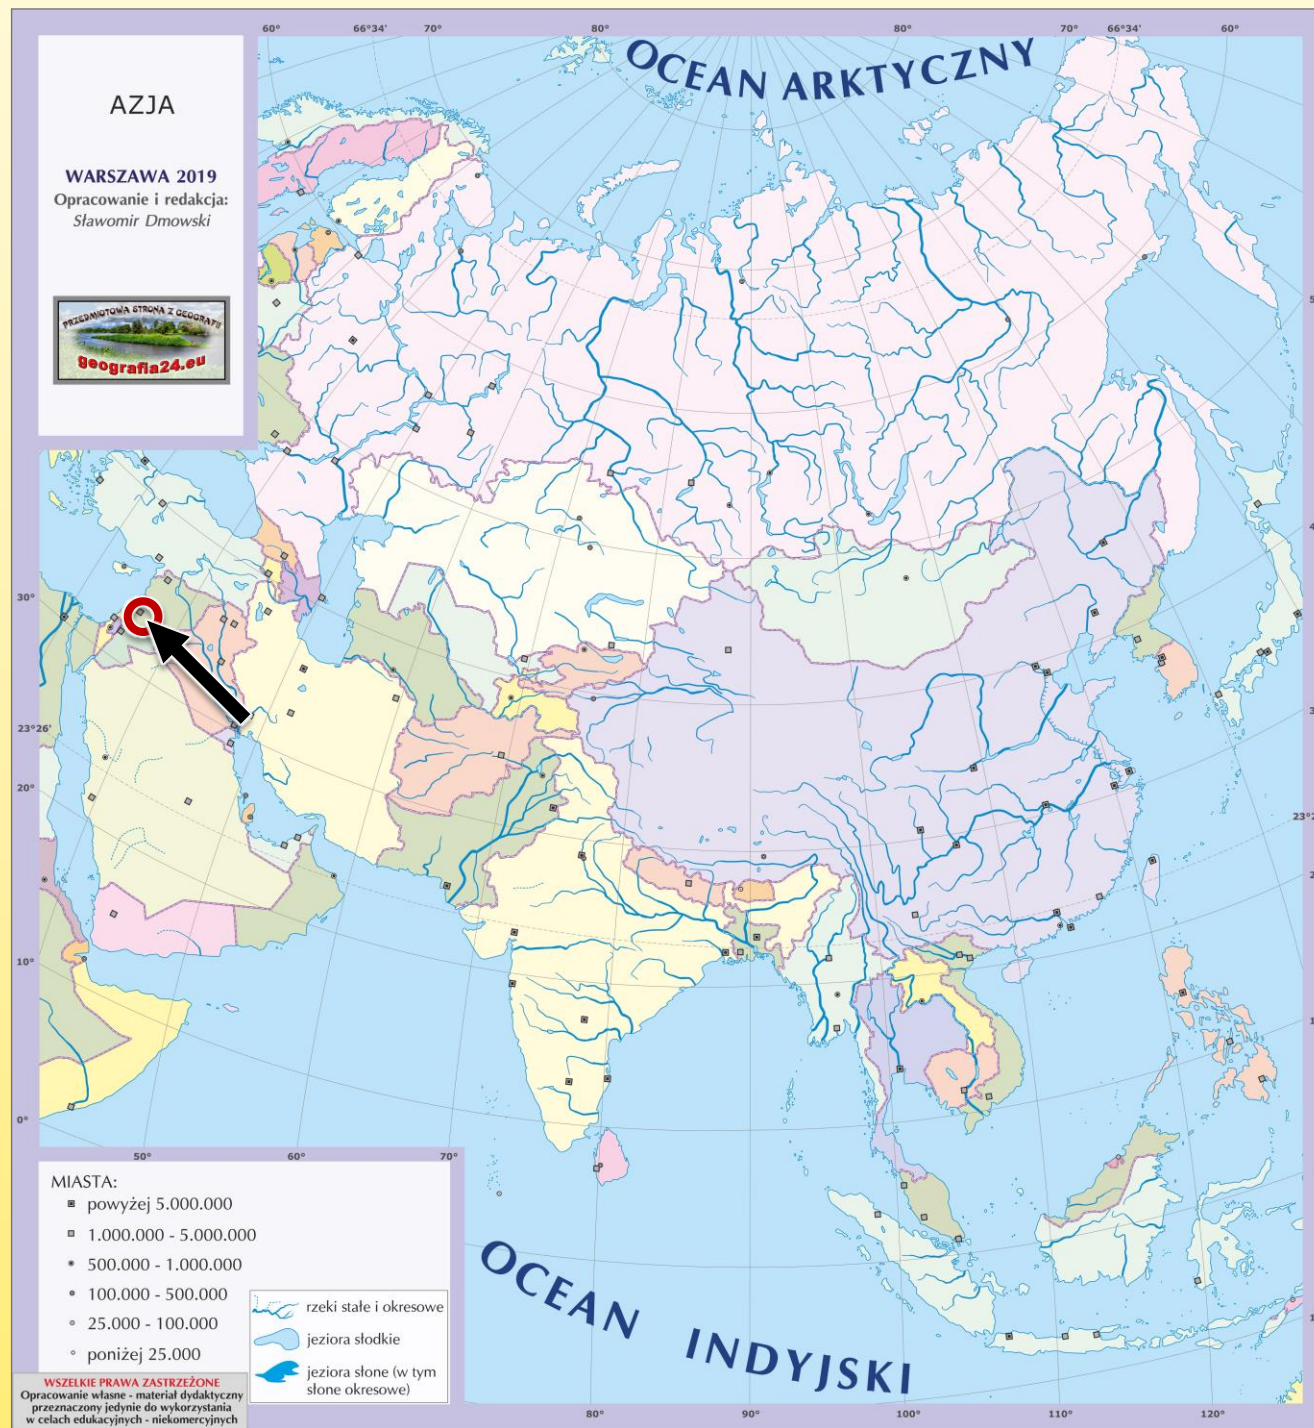 60°
66°34'
70°
80°
80°
70°
66°34'
60°
OCEAN ARKTYCZNY
AZJA
WARSZAWA 2019
Opracowanie i redakcja:
Sławomir Dmowski
PRZEDMIOTOWA STRONA Z GEOGRAFII
geografia24.eu
30°
23°26'
20°
10°
0°
50°
60°
70°
MIASTA:
powyżej 5.000.000
1.000.000 - 5.000.000
500.000 - 1.000.000
100.000 - 500.000
25.000 - 100.000
poniżej 25.000
rzeki stałe i okresowe
jeziora słodkie
jeziora słone (w tym
słone okresowe)
OCEAN INDYJSKI
WSZELKIE PRAWA ZASTRZEŻONE
Opracowanie własne - materiał dydaktyczny
przeznaczony jedynie do wykorzystania
w celach edukacyjnych - niekomercyjnych
80°
90°
100°
110°
120°